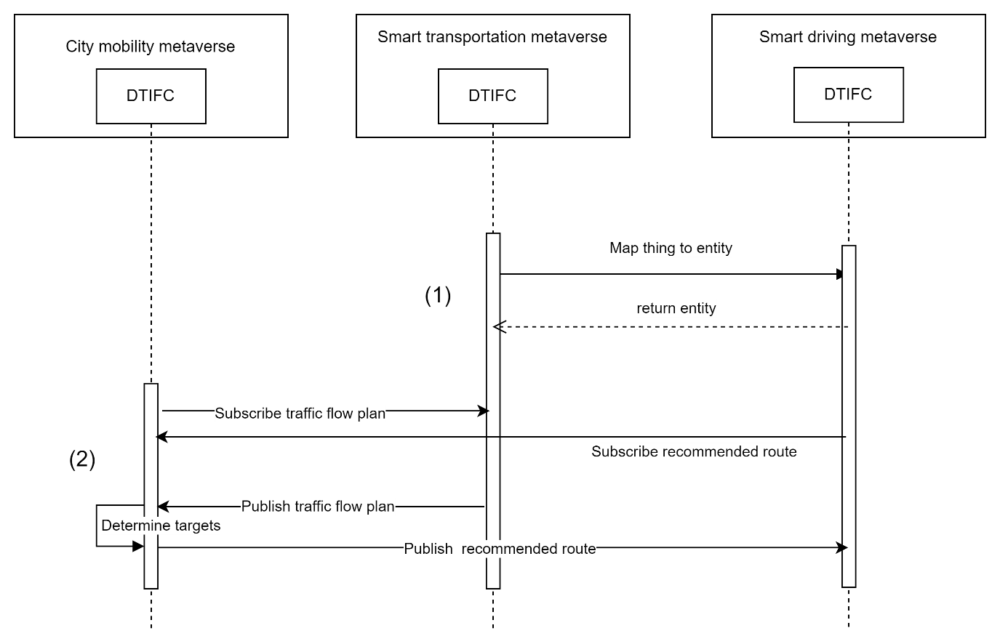 City mobility metaverse
DTIFC
Smart transportation metaverse
DTIFC
Smart driving metaverse
DTIFC
Map thing to entity
(1)
return entity
Subscribe traffic flow plan
Subscribe recommended route
(2)
Publish traffic flow plan
Determine targets
Publish  recommended route